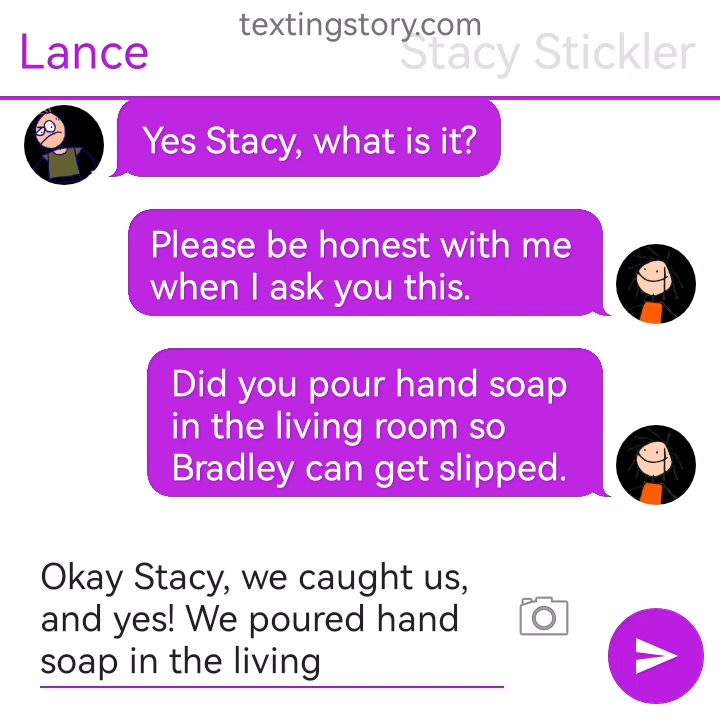 textingstory.com
Lance
Stacy Stickler
Yes Stacy, what is it?
Please be honest with me
when I ask you this.
Did you pour hand soap
in the living room so
Bradley can get slipped.
Okay Stacy, we caught us,
and yes! We poured hand
soap in the living